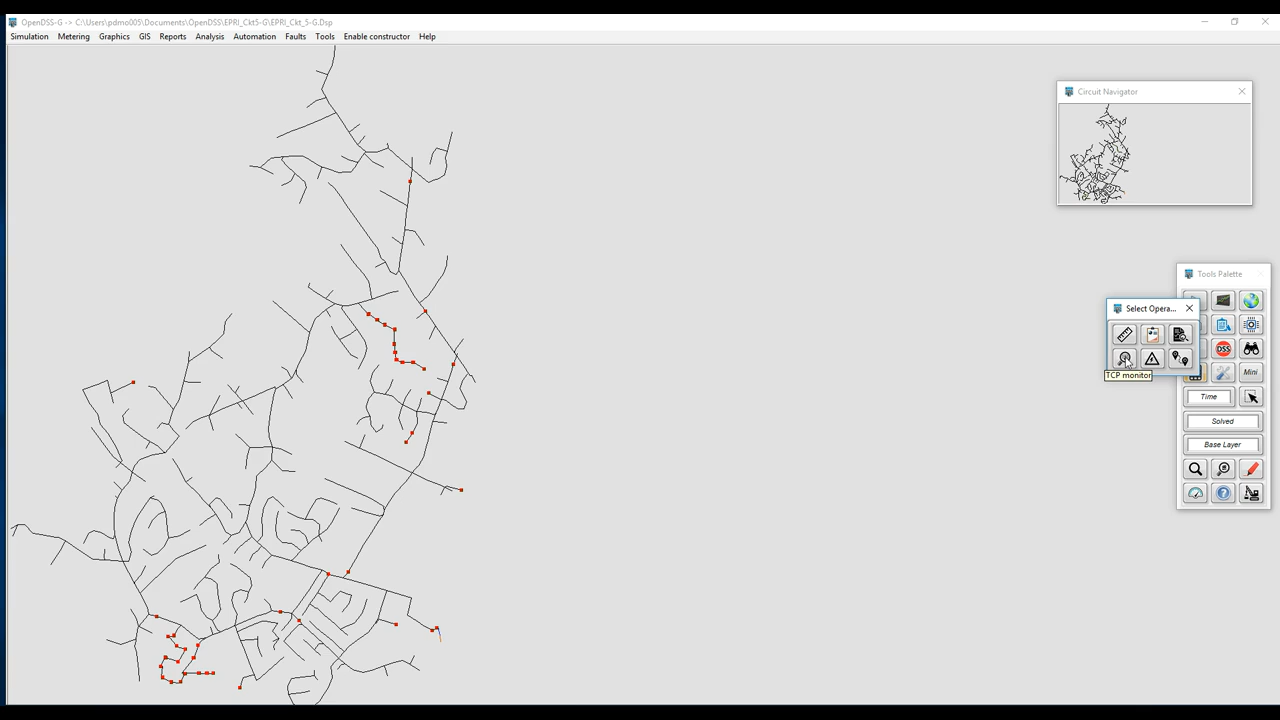 OpenDSS-G -> C:\Users\pdmo005\Documents\OpenDSS\EPRI_Ckt5-G\EPRI_Ckt_5-G.Dsp
Simulation Metering Graphics GIS Reports Analysis Automation Faults Tools Enable constructor Help
Circuit Navigator
Tools Palette
Select Opera...
DSS
TCP monitor
Mini
Time
Solved
Base Layer